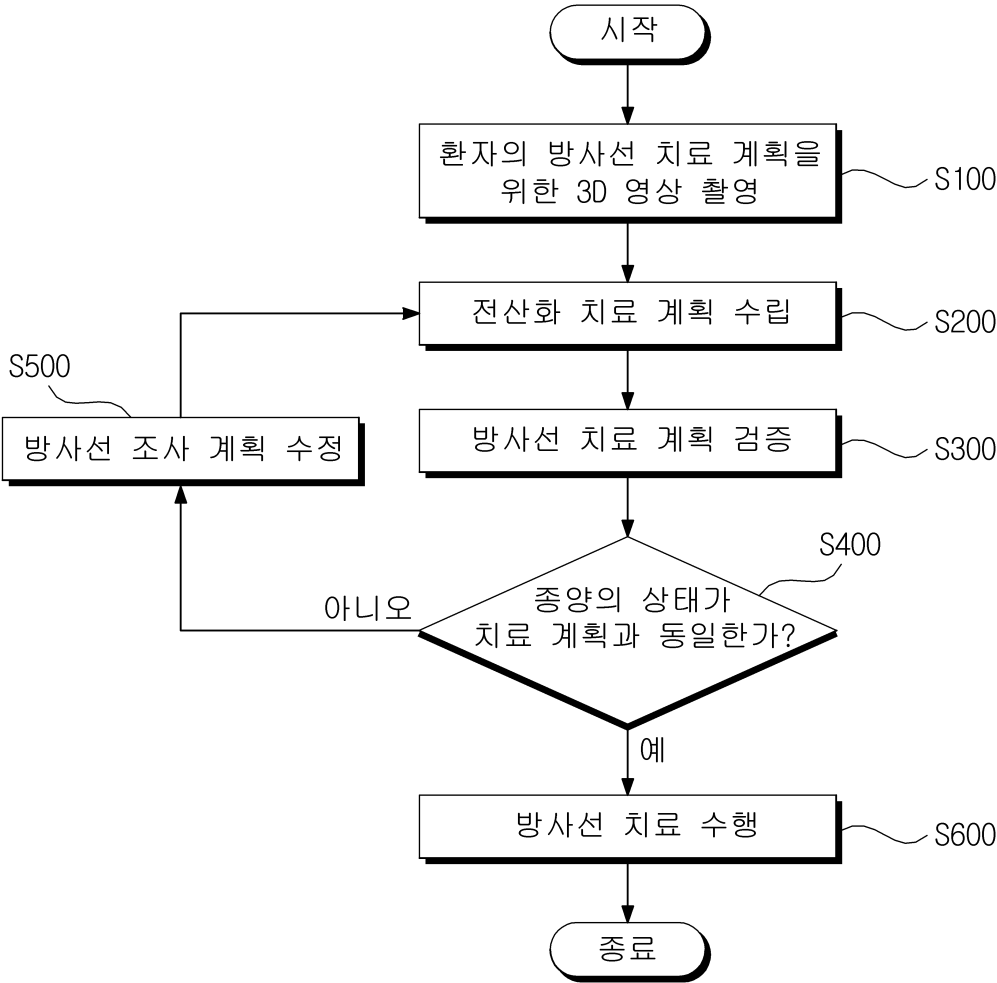 시작
환자의 방사선 치료 계획을
위한 3D 영상 촬영
S100
전산화 치료 계획 수립
S200
S500
방사선 조사 계획 수정
방사선 치료 계획 검증
S300
S400
종양의 상태가
치료 계획과 동일한가?
아니오
예
방사선 치료 수행
S600
종료